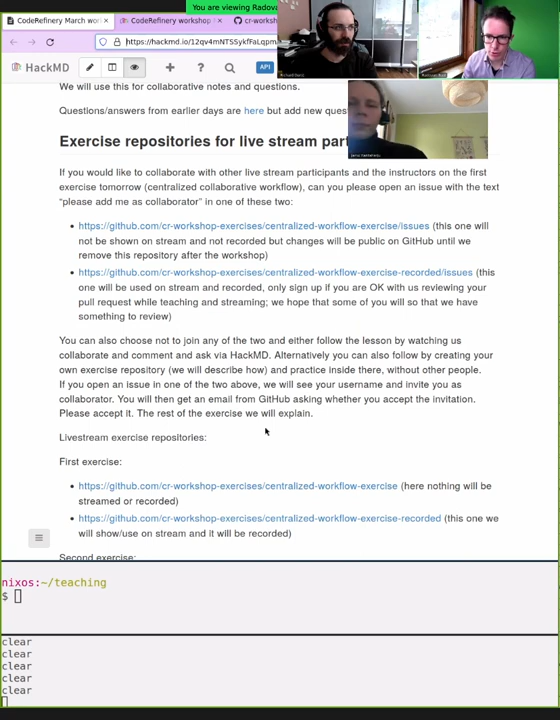 You are viewing Radova
CodeRefinery March wor
CodeRefinery workshop
cr-worksh
https://hackmd.io/12qv4mNTSSykfFaLqpm
HackMD
API
We will use this for collaborative notes and questions.
Questions/answers from earlier days are here but add new ques
Exercise repositories for live stream part
If you would like to collaborate with other live stream participants and the instructors on the first
exercise tomorrow (centralized collaborative workflow), can you please open an issue with the text
“please add me as collaborator” in one of these two:
https://github.com/cr-workshop-exercises/centralized-workflow-exercise/issues (this one will
not be shown on stream and not recorded but changes will be public on GitHub until we
remove this repository after the workshop)
https://github.com/cr-workshop-exercises/centralized-workflow-exercise-recorded/issues (this
one will be used on stream and recorded, only sign up if you are OK with us reviewing your
pull request while teaching and streaming; we hope that some of you will so that we have
something to review)
You can also choose not to join any of the two and either follow the lesson by watching us
collaborate and comment and ask via HackMD. Alternatively you can also follow by creating your
own exercise repository (we will describe how) and practice inside there, without other people.
If you open an issue in one of the two above, we will see your username and invite you as
collaborator. You will then get an email from GitHub asking whether you accept the invitation.
Please accept it. The rest of the exercise we will explain.
Livestream exercise repositories:
First exercise:
https://github.com/cr-workshop-exercises/centralized-workflow-exercise (here nothing will be
streamed or recorded)
https://github.com/cr-workshop-exercises/centralized-workflow-exercise-recorded (this one we
will show/use on stream and it will be recorded)
Second exercise:
nixos:~/teaching
$
clear
clear
clear
clear
clear